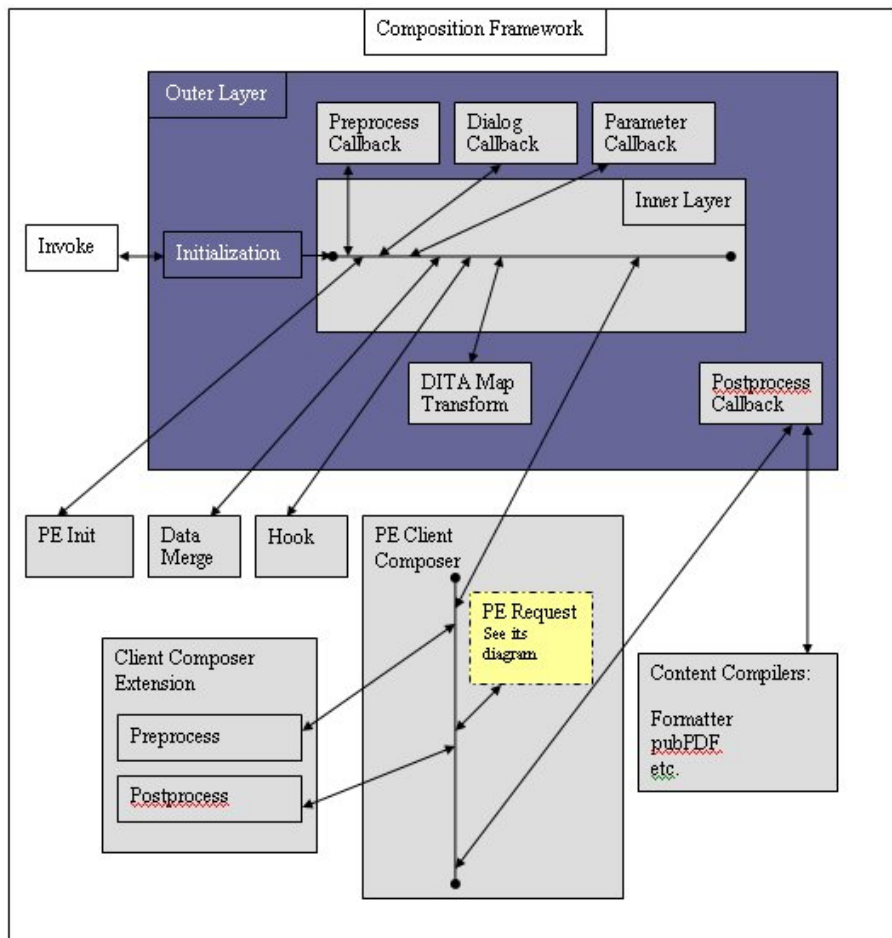 Composition Framework
Outer Layer
Preprocess
Callback
Dialog
Callback
Parameter
Callback
Inner Layer
Invoke
Initialization
DITA Map
Transform
Postprocess
Callback
PE Init
Data
Merge
Hook
PE Client
Composer
PE Request
See its
diagram
Client Composer
Extension
Preprocess
Postprocess
Content Compilers:
Formatter
pubPDF
etc.